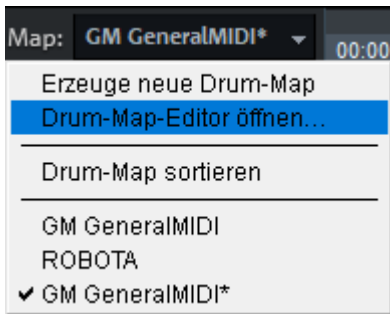 Map: GM GeneralMIDI*
00:00
Erzeuge neue Drum-Map
Drum-Map-Editor öffnen...
Drum-Map sortieren
GM GeneralMIDI
ROBOTA
GM GeneralMIDI*